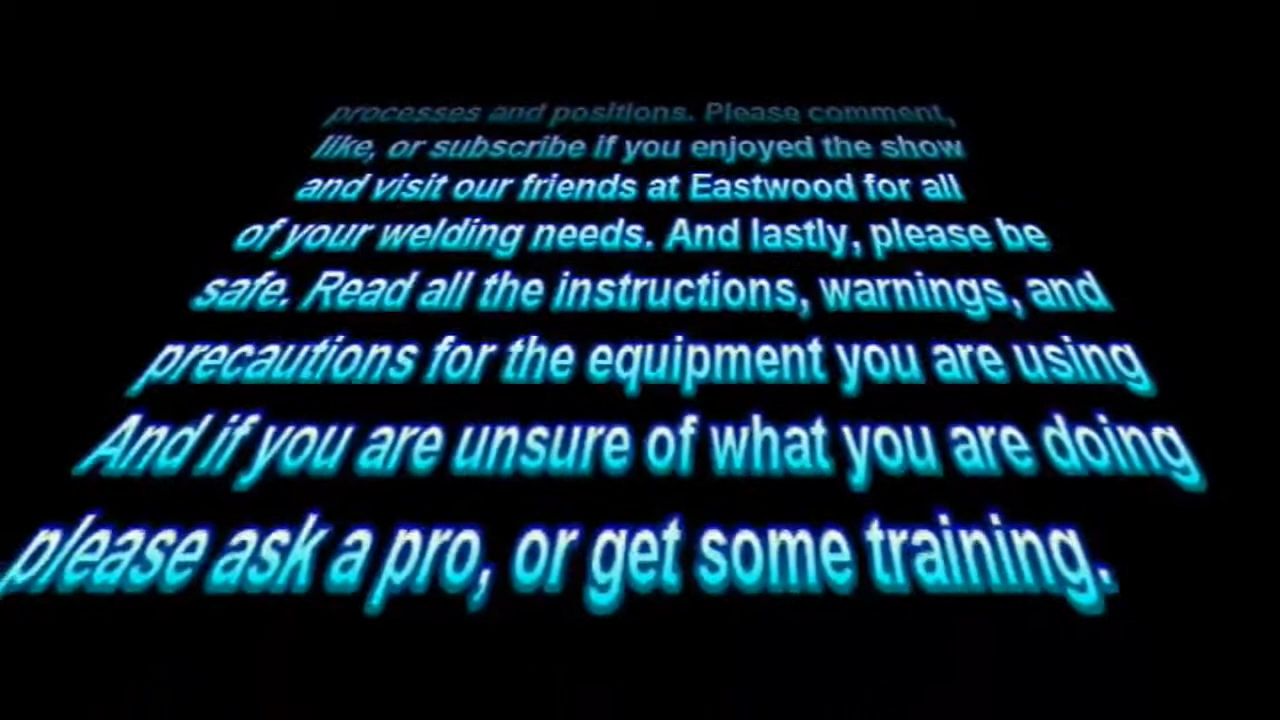 processes and positions. Please comment,
like, or subscribe if you enjoyed the show
and visit our friends at Eastwood for all
of your welding needs. And lastly, please be
safe. Read all the instructions, warnings, and
precautions for the equipment you are using
And if you are unsure of what you are doing
please ask a pro, or get some training.